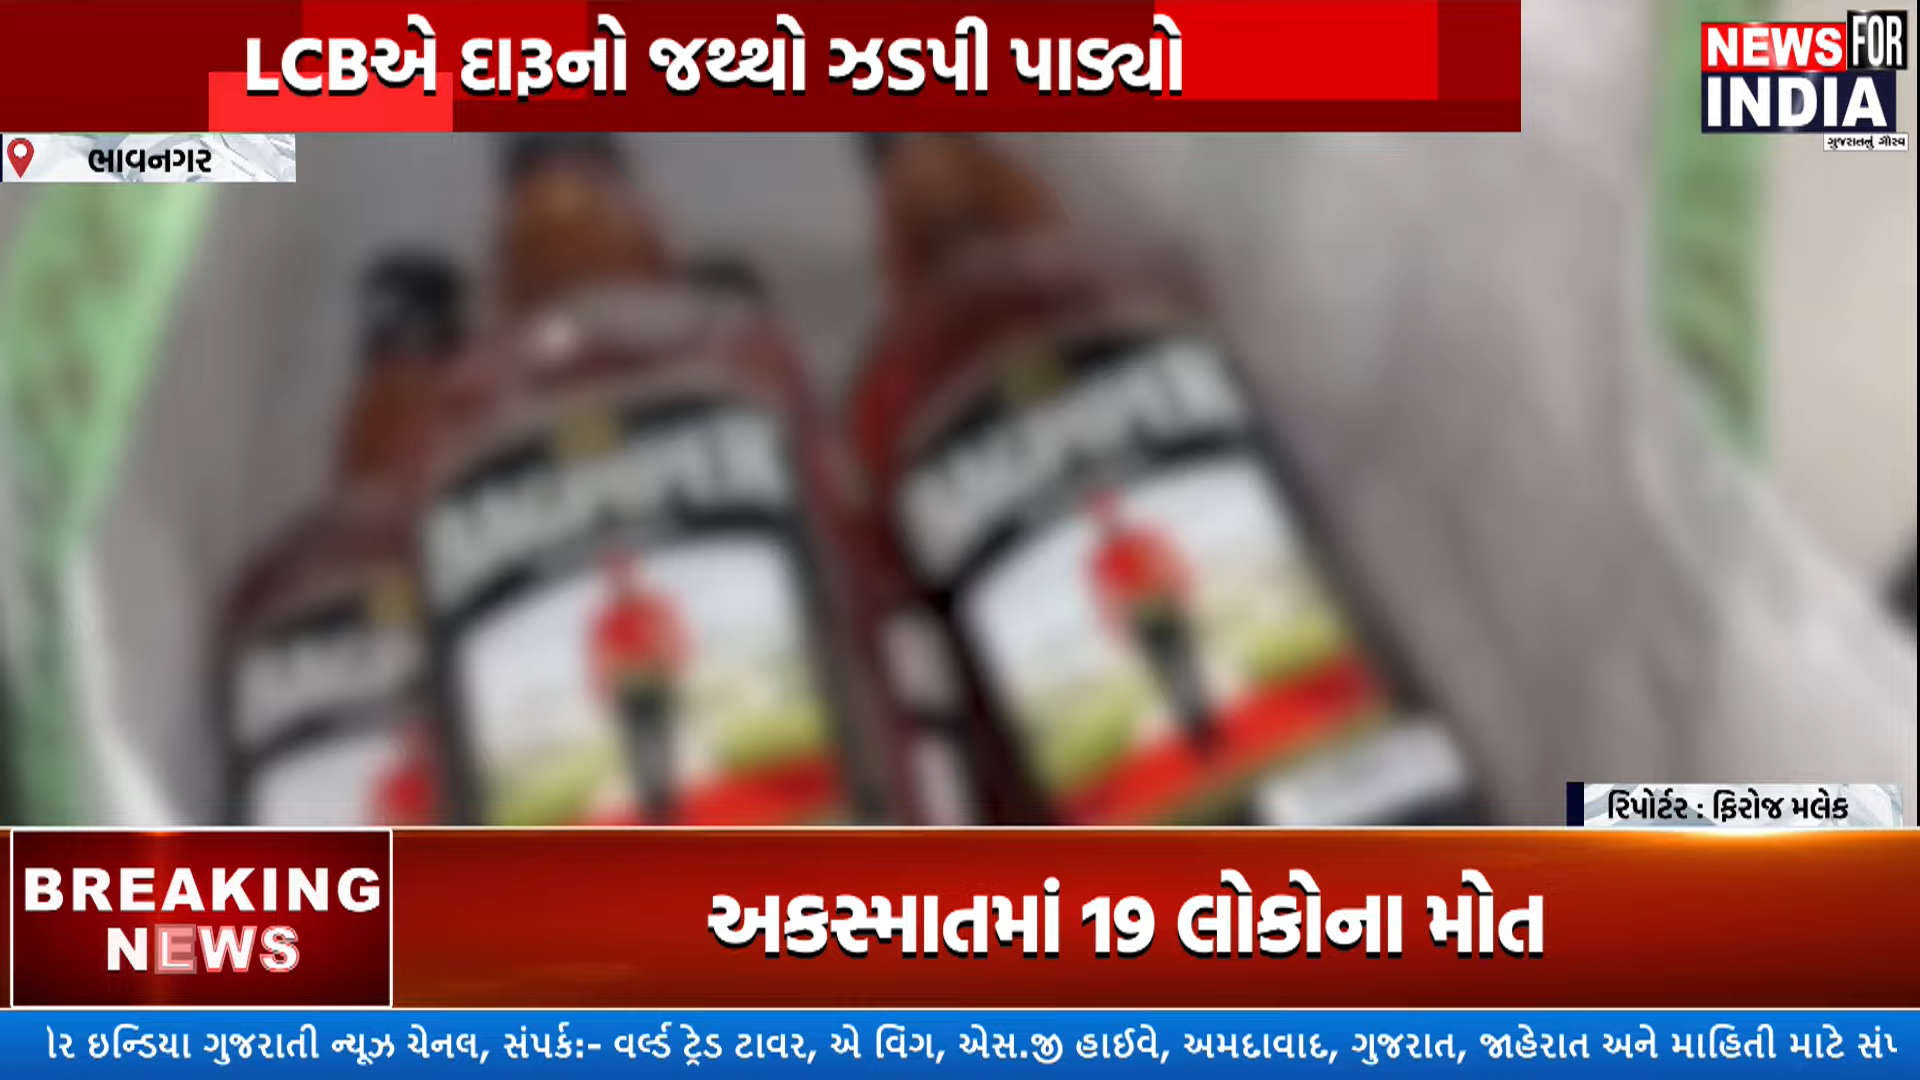 LCBએ દારૂનો જથ્થો ઝડપી પાડ્યો
NEWS FOR
INDIA
ગુજરાતનું ગૌરવ
ભાવનગર
રિપોર્ટર : ફિરોજ મલેક
BREAKING
NEWS
અકસ્માતમાં 19 લોકોના મોત
ઇન્ડિયા ગુજરાતી ન્યૂઝ ચેનલ, સંપર્ક:- વર્લ્ડ ટ્રેડ ટાવર, એ વિંગ, એસ.જી હાઈવે, અમદાવાદ, ગુજરાત, જાહેરાત અને માહિતી માટે